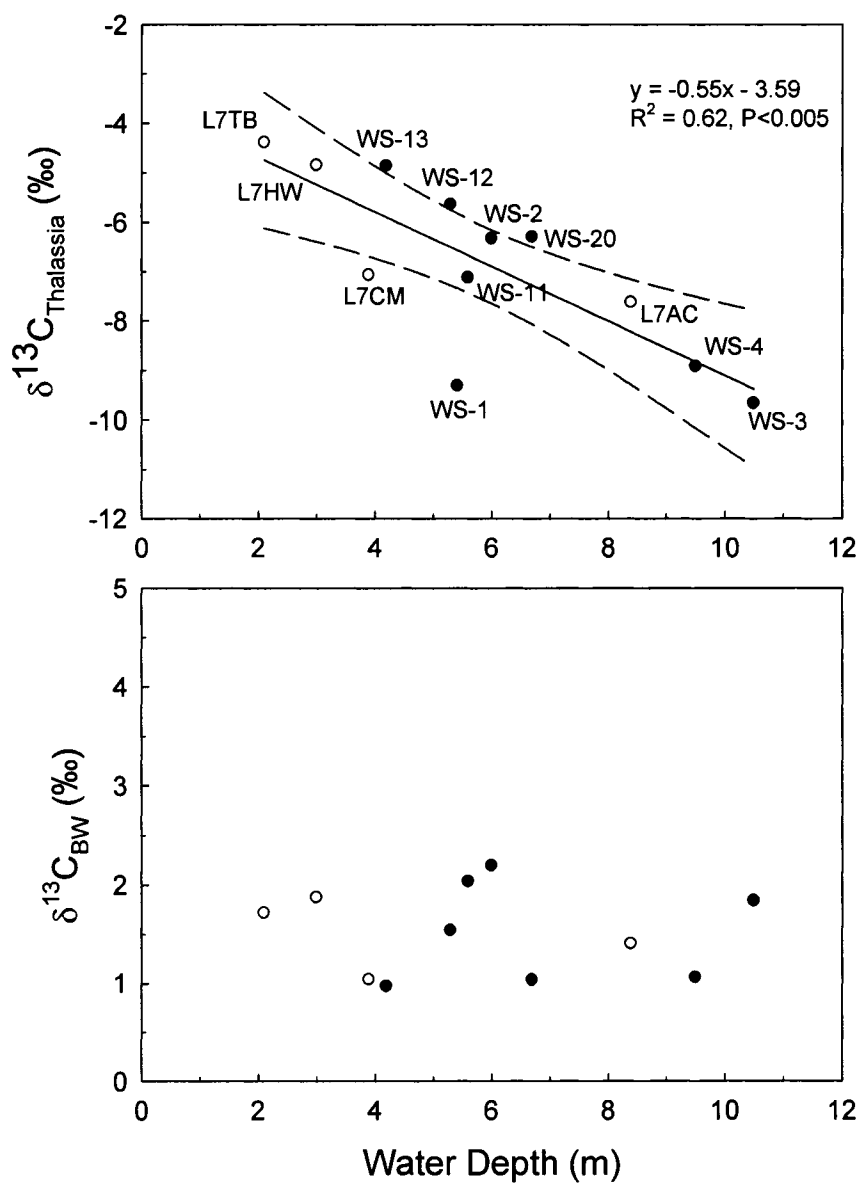 -2
-4
-6
-8
-10
-12
δ¹³C_Thalassia (‰)
y = -0.55x - 3.59
R² = 0.62, P<0.005
L7TB
WS-13
L7HW
WS-12
WS-2
WS-20
L7CM
WS-11
L7AC
WS-4
WS-1
WS-3
0 2 4 6 8 10 12
5
4
3
2
1
0
δ¹³C_BW (‰)
0 2 4 6 8 10 12
Water Depth (m)